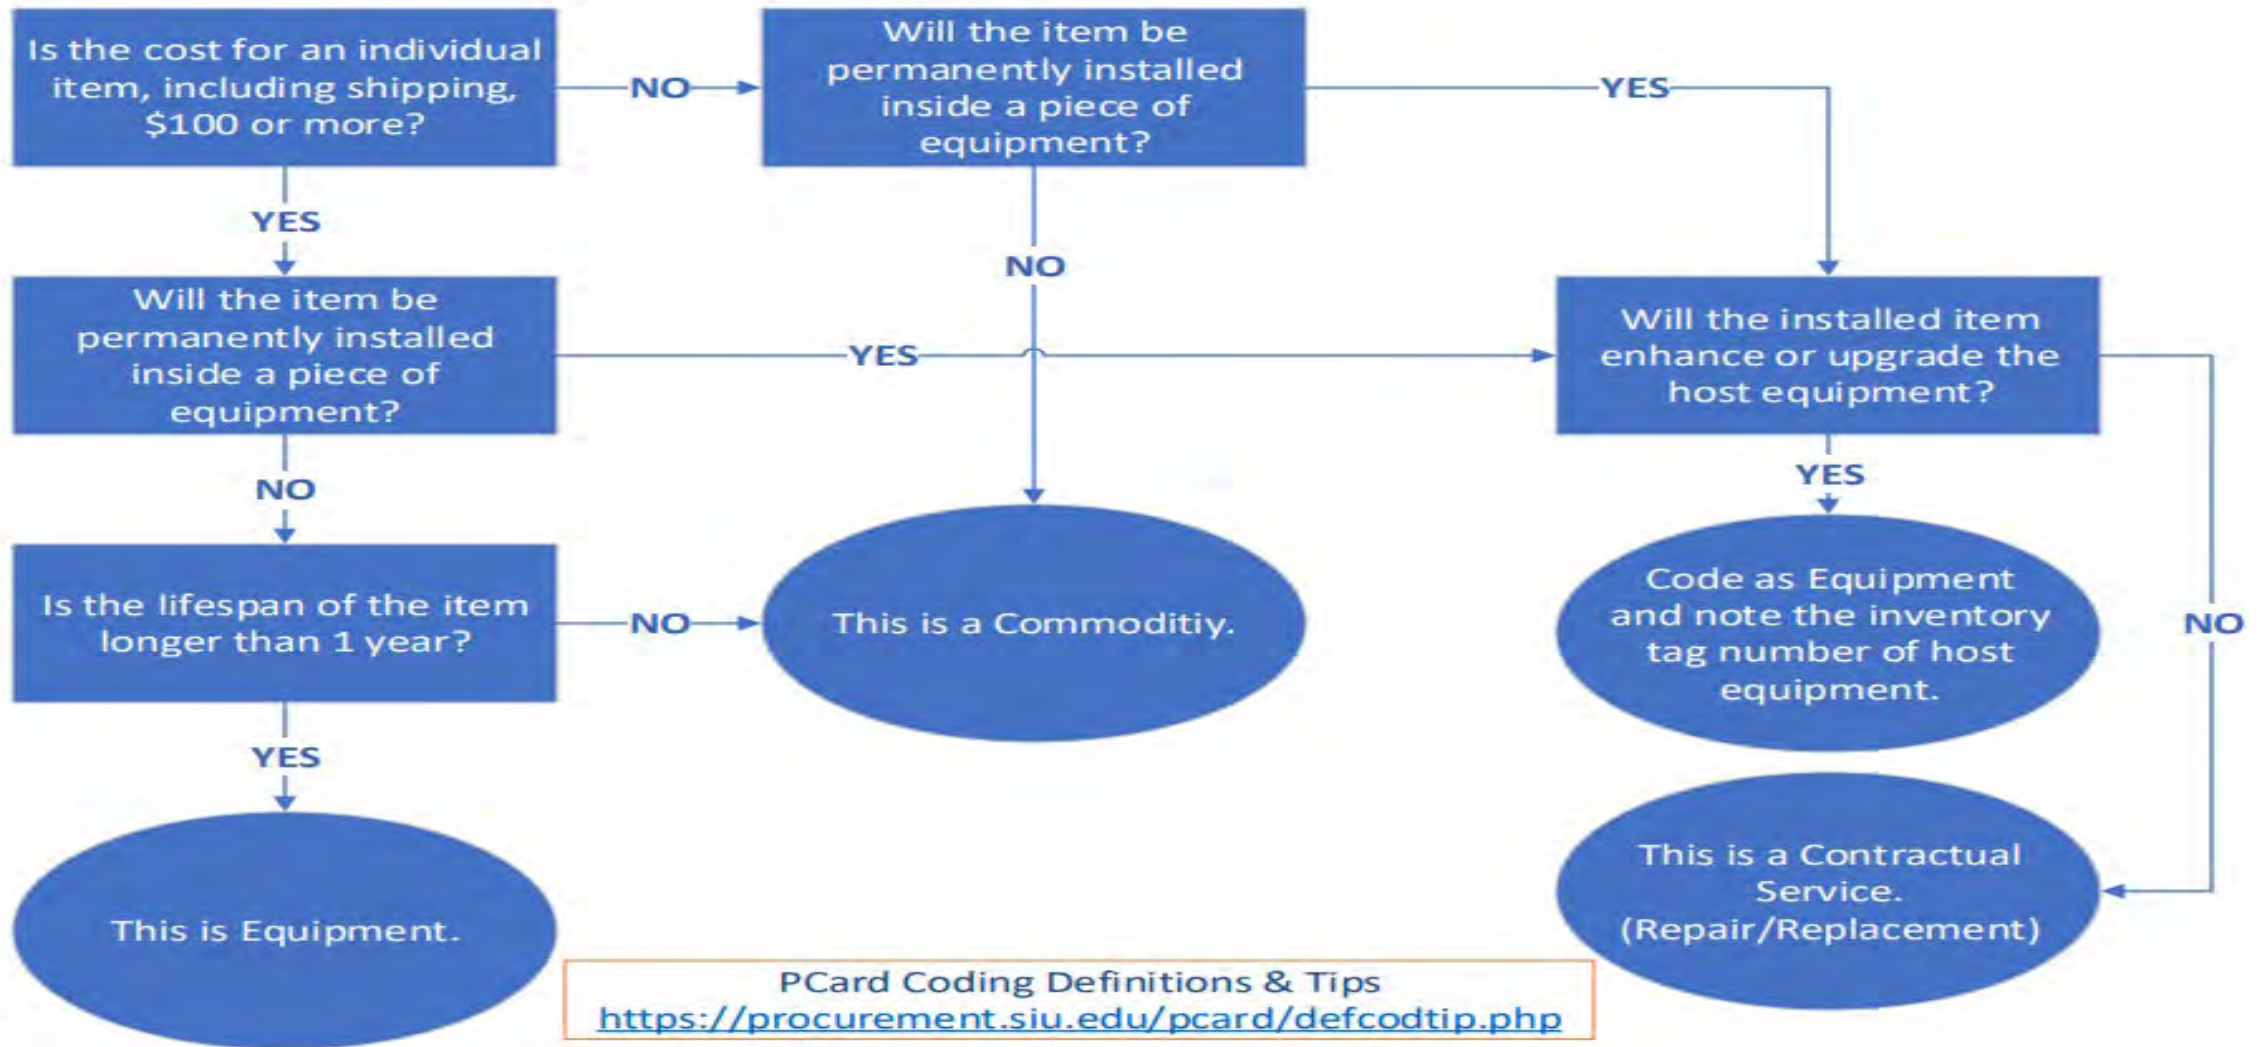 Is the cost for an individual
item, including shipping,
$100 or more?
NO
Will the item be
permanently installed
inside a piece of
equipment?
YES
YES
NO
Will the item be
permanently installed
inside a piece of
equipment?
YES
Will the installed item
enhance or upgrade the
host equipment?
NO
YES
Is the lifespan of the item
longer than 1 year?
NO
This is a Commoditiy.
Code as Equipment
and note the inventory
tag number of host
equipment.
NO
YES
This is Equipment.
This is a Contractual
Service.
(Repair/Replacement)
PCard Coding Definitions & Tips
https://procurement.siu.edu/pcard/defcodtip.php